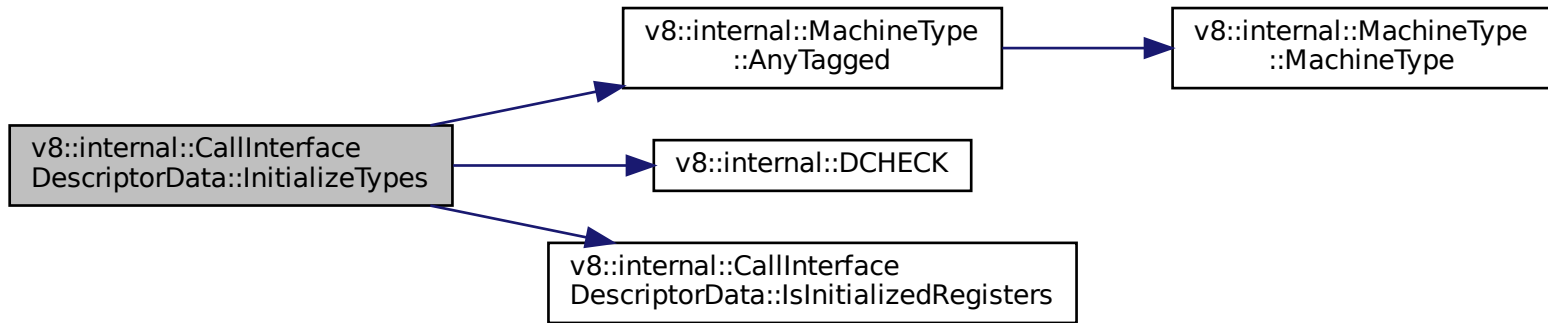 v8::internal::CallInterface
DescriptorData::InitializeTypes
v8::internal::MachineType
::AnyTagged
v8::internal::MachineType
::MachineType
v8::internal::DCHECK
v8::internal::CallInterface
DescriptorData::IsInitializedRegisters